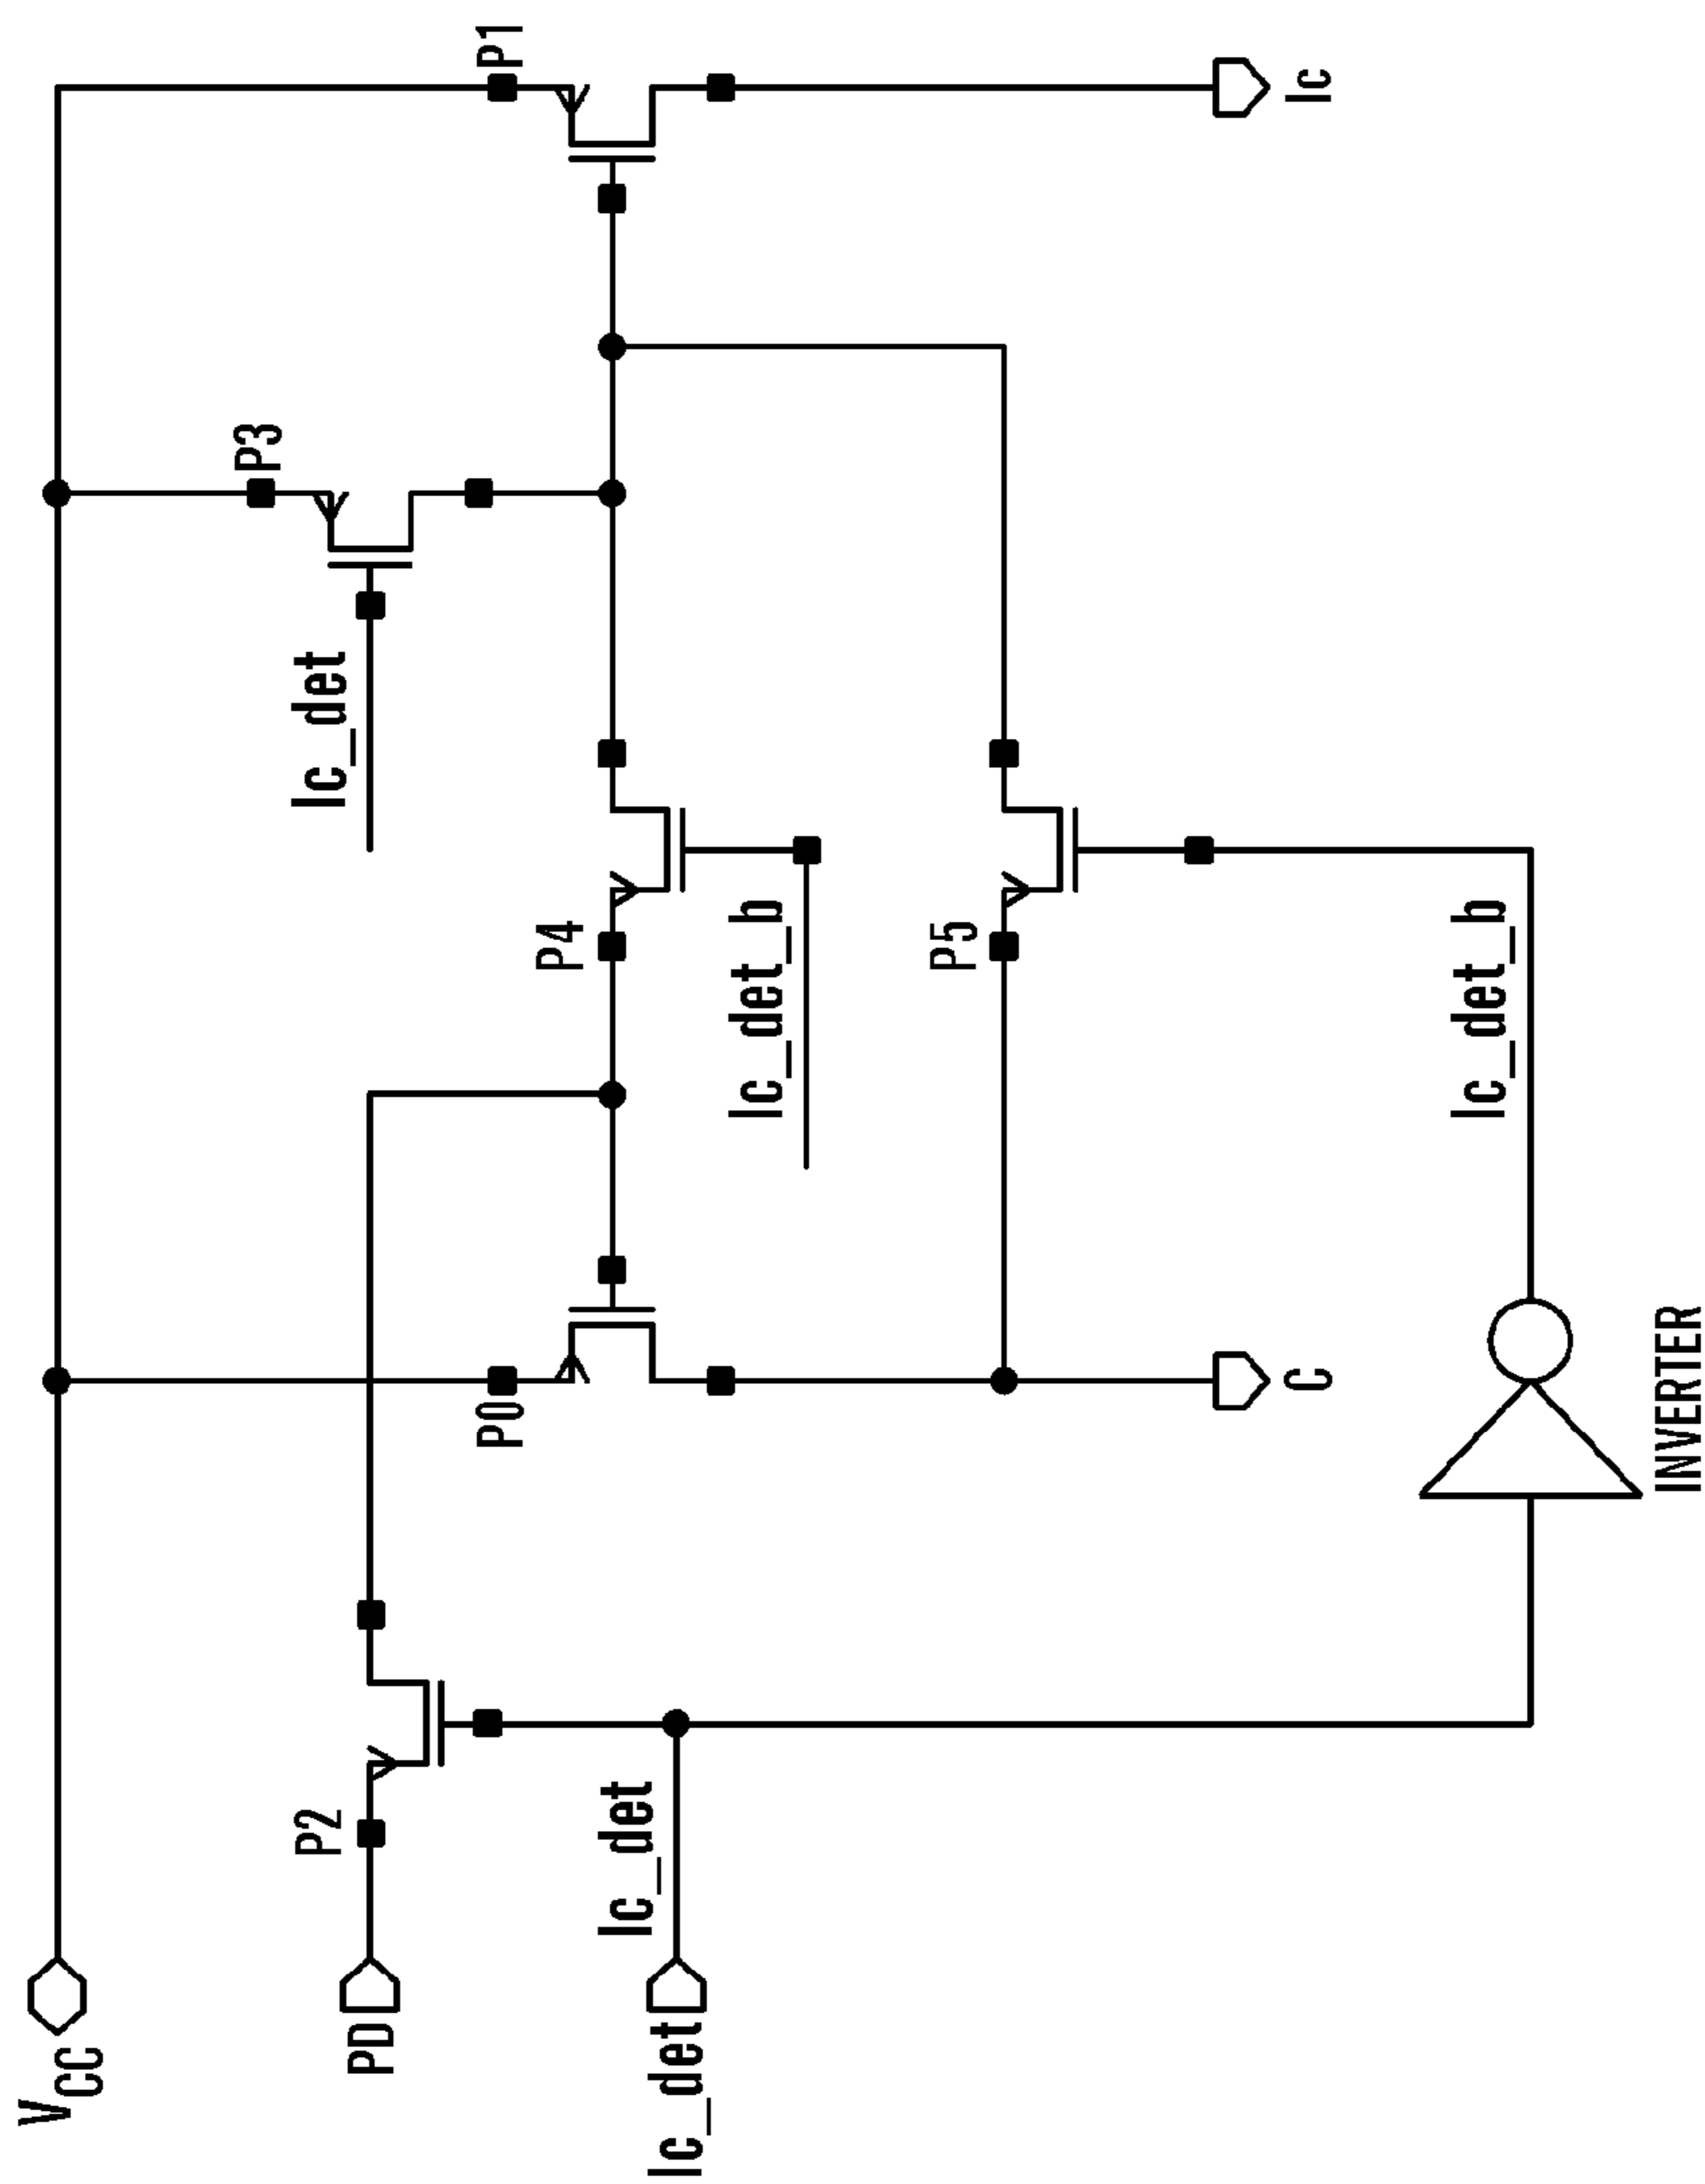 VCC
P3
P2
Ic_det
PD
P0
P1
P4
Ic_det
Ic_det
Ic_det_b
P5
C
Ic
Ic_det_b
INVERTER